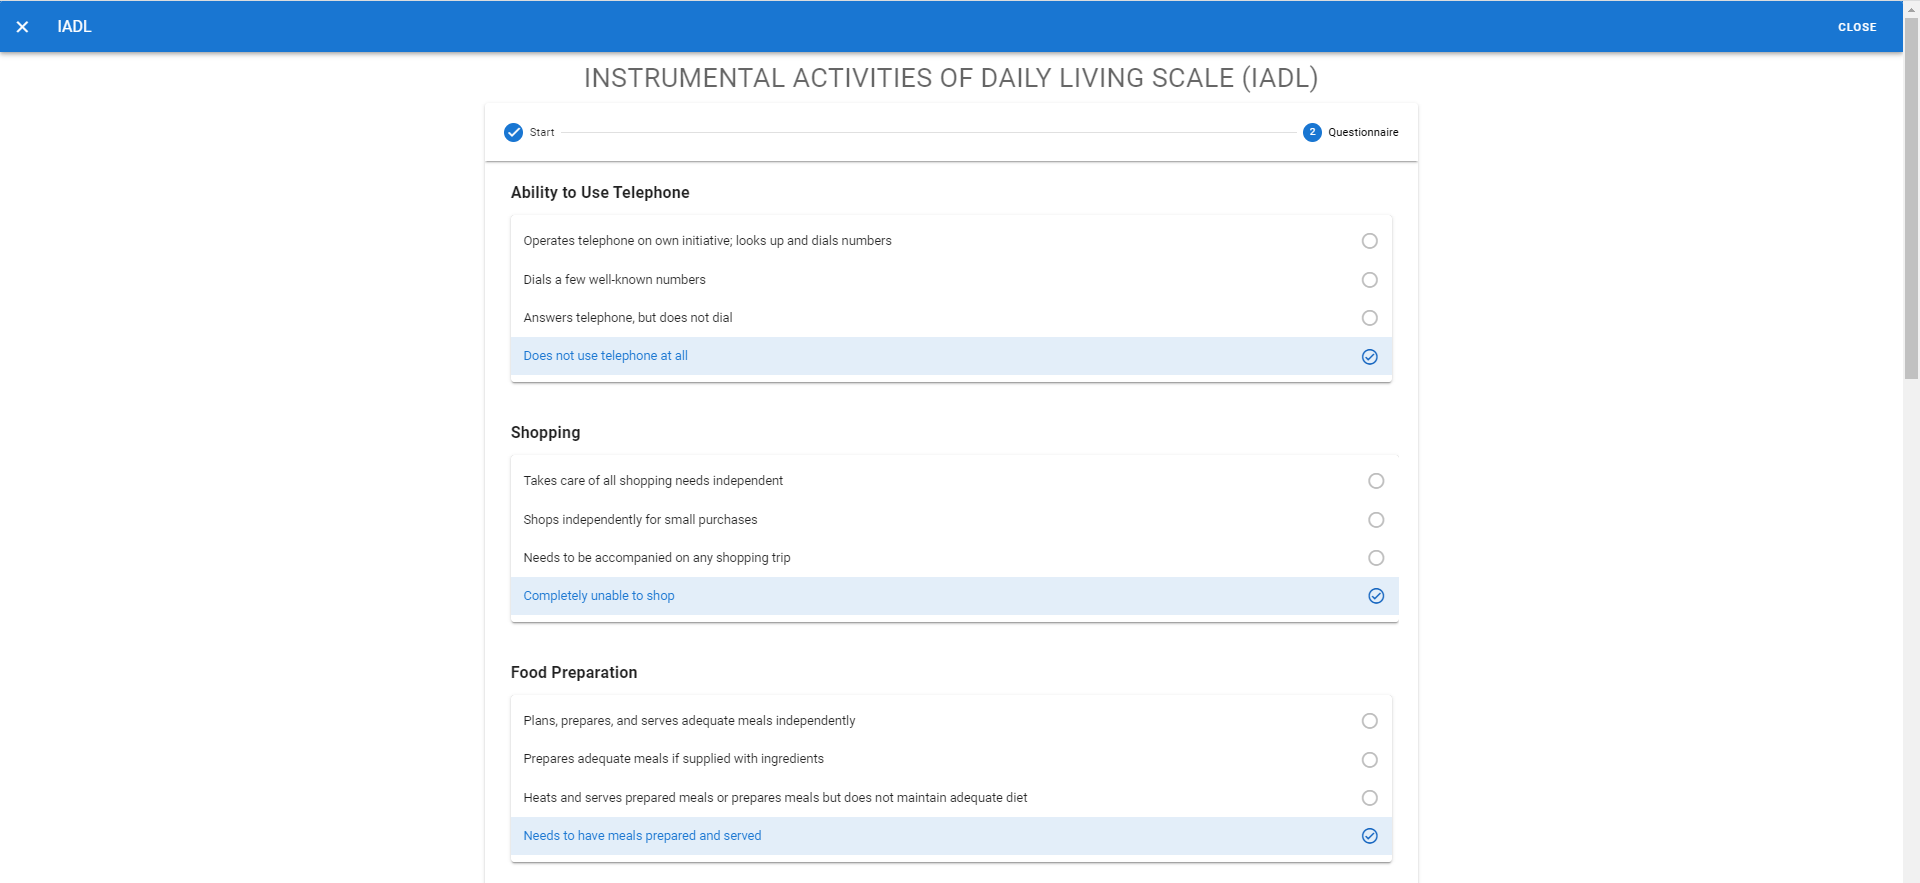 IADL
CLOSE
INSTRUMENTAL ACTIVITIES OF DAILY LIVING SCALE (IADL)
Start
2 Questionnaire
Ability to Use Telephone
Operates telephone on own initiative; looks up and dials numbers
Dials a few well-known numbers
Answers telephone, but does not dial
Does not use telephone at all
Shopping
Takes care of all shopping needs independent
Shops independently for small purchases
Needs to be accompanied on any shopping trip
Completely unable to shop
Food Preparation
Plans, prepares, and serves adequate meals independently
Prepares adequate meals if supplied with ingredients
Heats and serves prepared meals or prepares meals but does not maintain adequate diet
Needs to have meals prepared and served